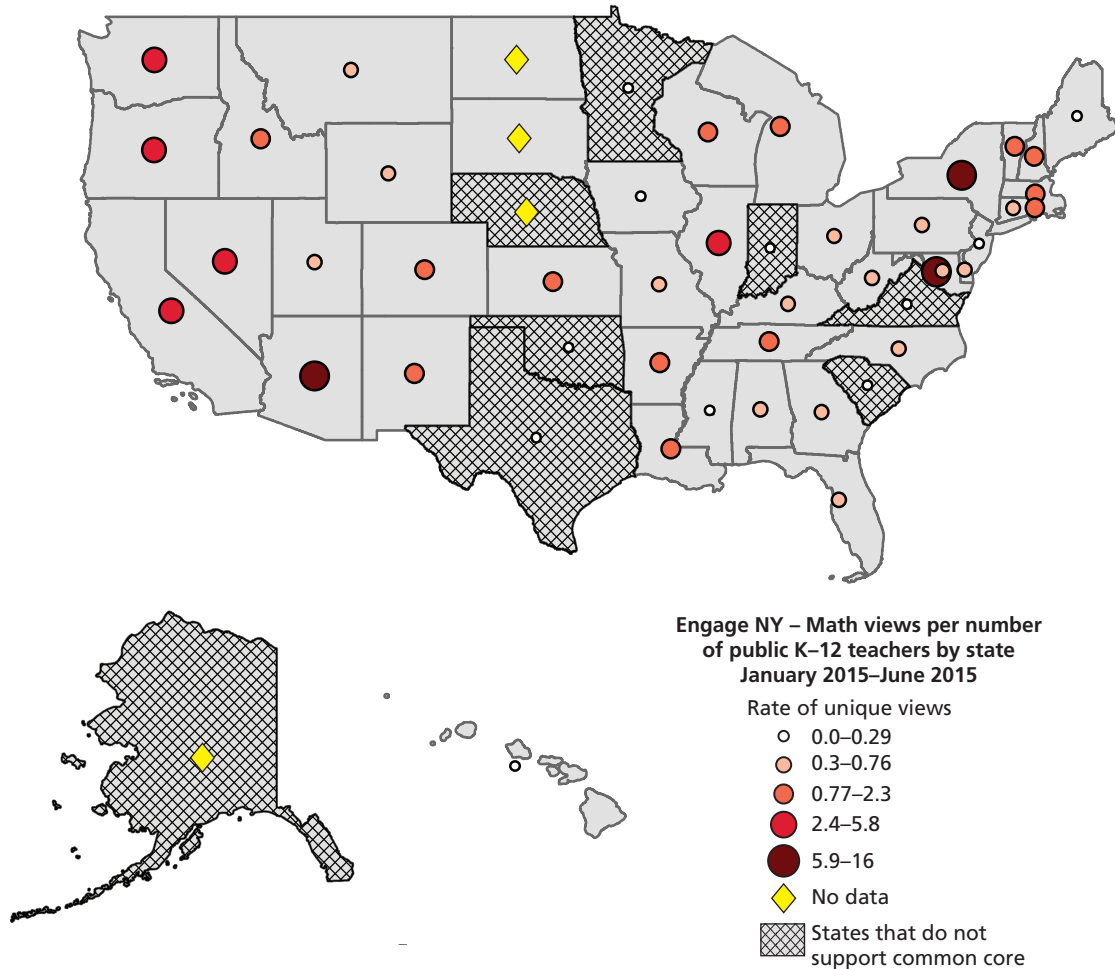 Engage NY – Math views per number
of public K–12 teachers by state
January 2015–June 2015
Rate of unique views
0.0–0.29
0.3–0.76
0.77–2.3
2.4–5.8
5.9–16
No data
States that do not
support common core